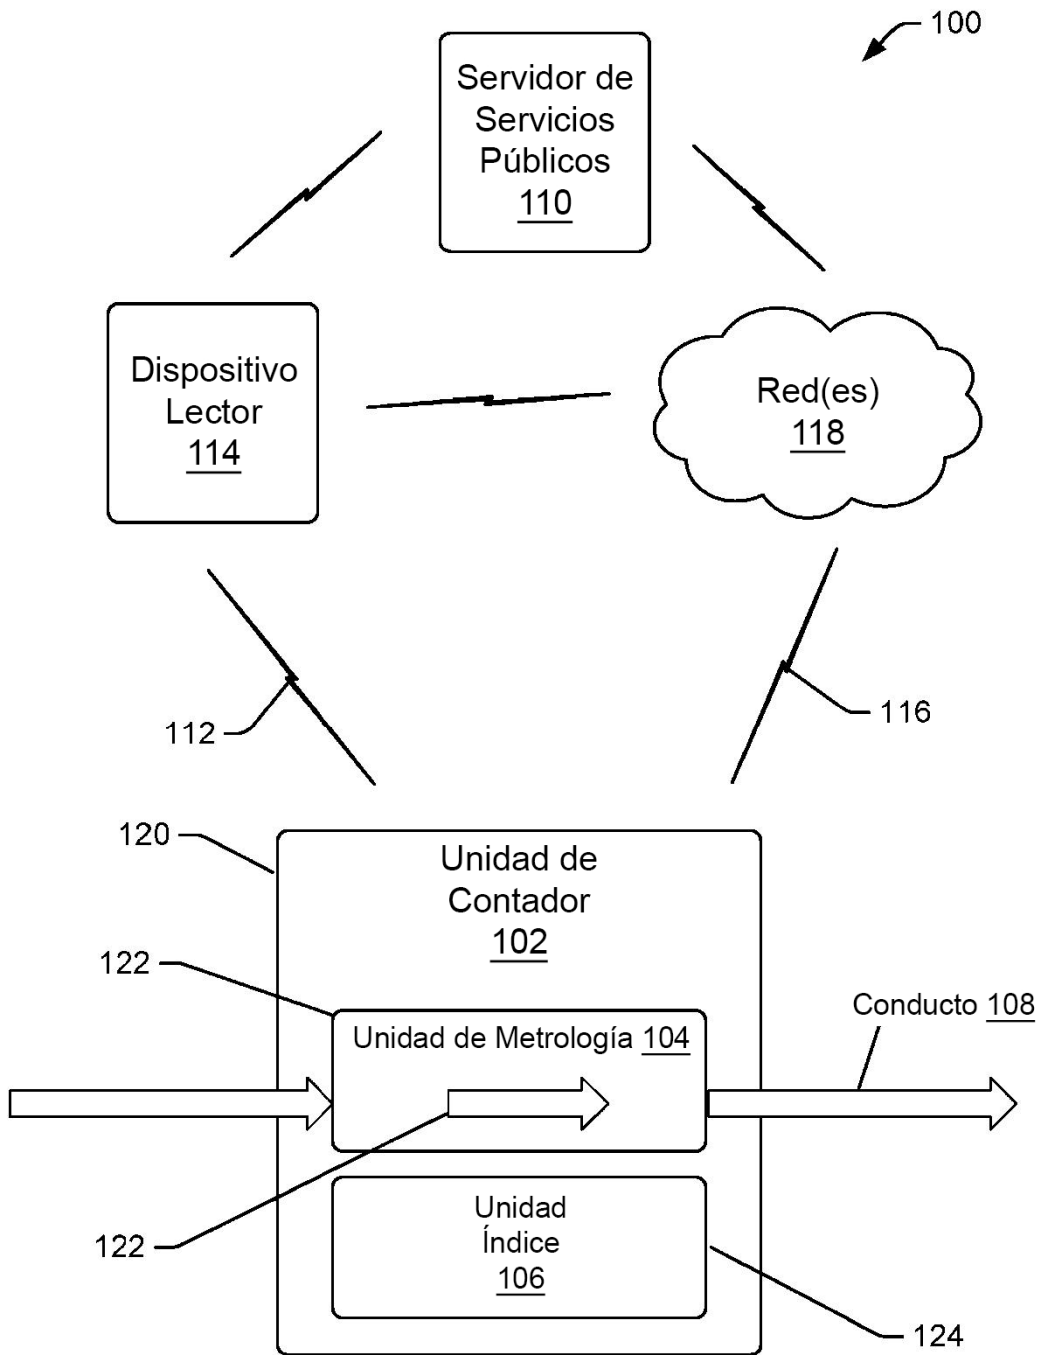 100
Servidor de
Servicios
Públicos
110
Dispositivo
Lector
114
Red(es)
118
112
116
120
Unidad de
Contador
102
122
Conducto 108
Unidad de Metrología 104
122
Unidad
Índice
106
124